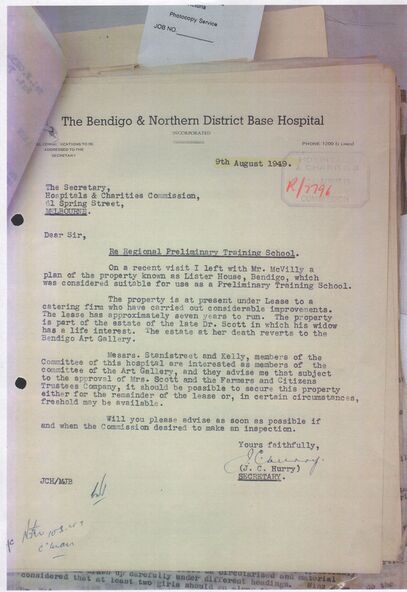 Photocopy Service
JOB NO.
The Bendigo & Northern District Base Hospital
INCORPORATED
ADDRESSED TO THE
SECRETARY
PHONE 1200
9th August 1949.
HOSPITALS
& CHARITIES
COMMISSION
R/7796
The Secretary,
Hospitals & Charities Commission,
61 Spring Street,
MELBOURNE.
Dear Sir,
Re Regional Preliminary Training School.
On a recent visit I left with Mr. McVilly a
plan of the property known as Lister House, Bendigo, which
was considered suitable for use as a Preliminary Training School.
The property is at present under Lease to a
catering firm who have carried out considerable improvements.
The lease has approximately seven years to run. The property
is part of the estate of the late Dr. Scott in which his widow
has a life interest. The estate at her death reverts to the
Bendigo Art Gallery.
Messrs. Stenistreet and Kelly, members of the
Committee of this hospital are interested as members of the
committee of the Art Gallery, and they advise me that subject
to the approval of Mrs. Scott and the Farmers and Citizens
Trustees Company, it should be possible to secure this property
either for the remainder of the lease or, in certain circumstances,
freehold may be available.
Will you please advise as soon as possible if
and when the Commission desired to make an inspection.
Yours faithfully,
J C Hurry.
(J. C. Hurry)
SECRETARY.
JCH/MJB
drawn up carefully under different headings.
considered that at least two girls should